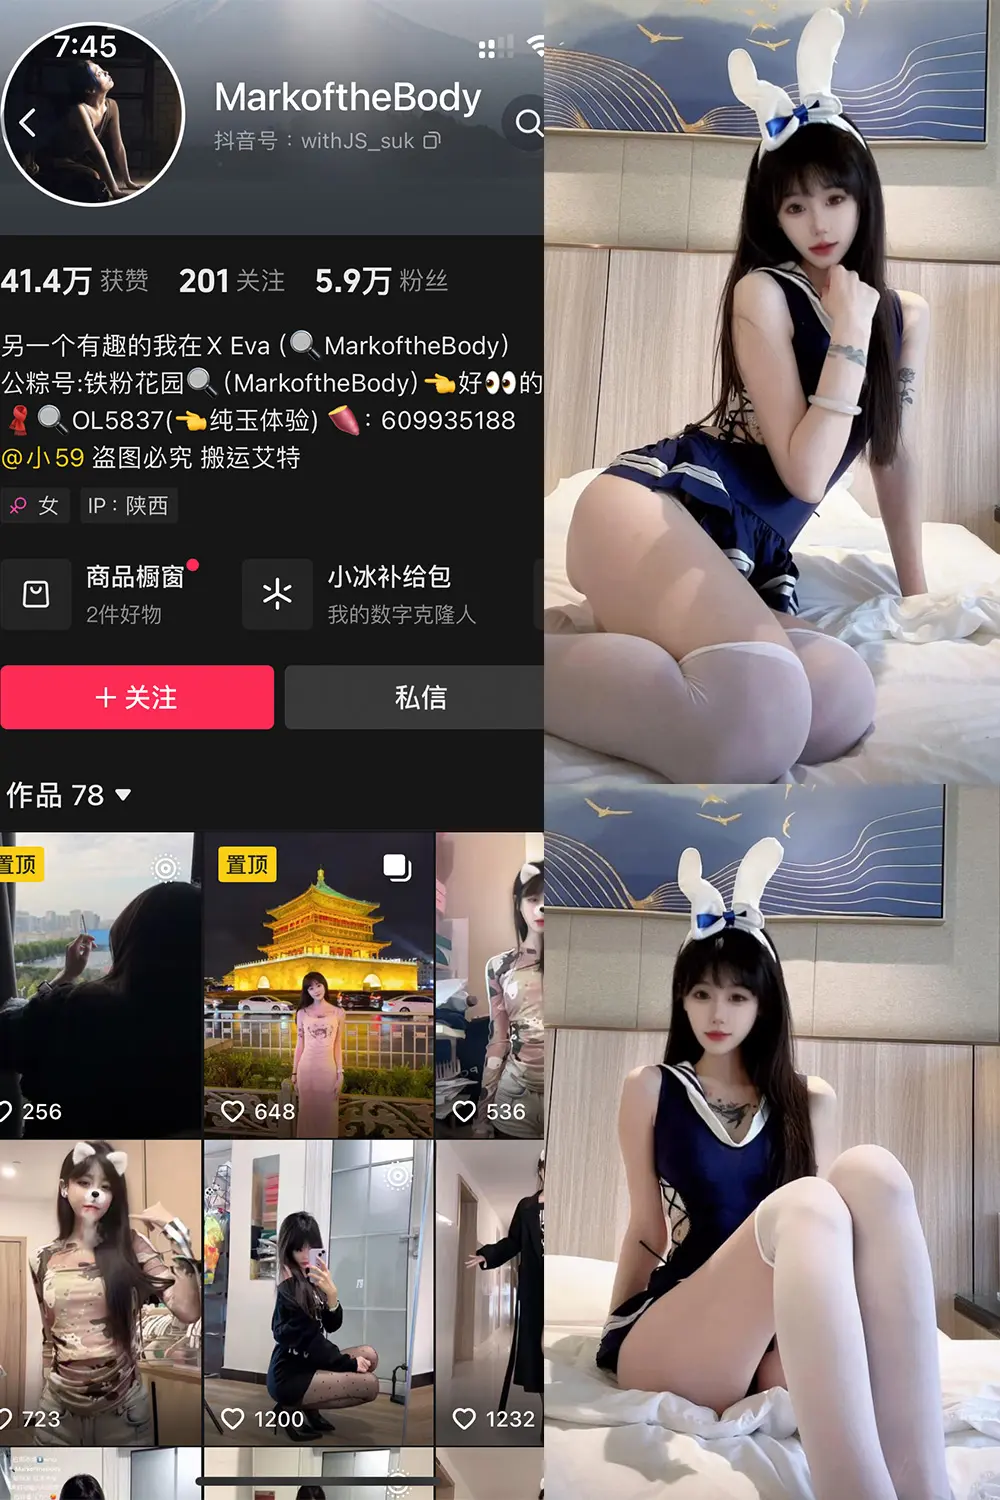 7:45
MarkoftheBody
抖音号：withJS_suk
41.4万 获赞 201 关注 5.9万 粉丝
另一个有趣的我在X Eva (🔍MarkoftheBody)
公粽号:铁粉花园🔍(MarkoftheBody)👈好👀的
🧣🔍OL5837(👈纯玉体验) 🍠：609935188
@小59 盗图必究 搬运艾特
女 IP：陕西
商品橱窗
2件好物
小冰补给包
我的数字克隆人
+ 关注 私信
作品 78
置顶 置顶
256 648 536
723 1200 1232